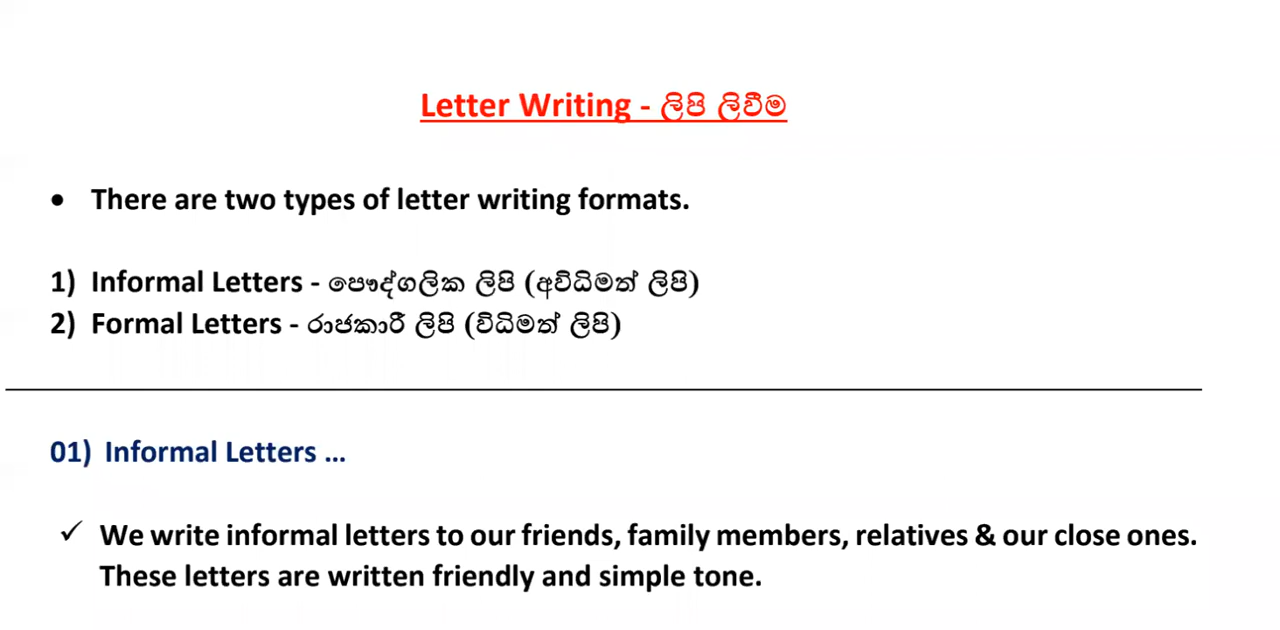 Letter Writing - ලිපි ලිවීම
• There are two types of letter writing formats.
1) Informal Letters - පෞද්ගලික ලිපි (අවිධිමත් ලිපි)
2) Formal Letters - රාජකාරී ලිපි (විධිමත් ලිපි)
01) Informal Letters ...
✓ We write informal letters to our friends, family members, relatives & our close ones.
These letters are written friendly and simple tone.